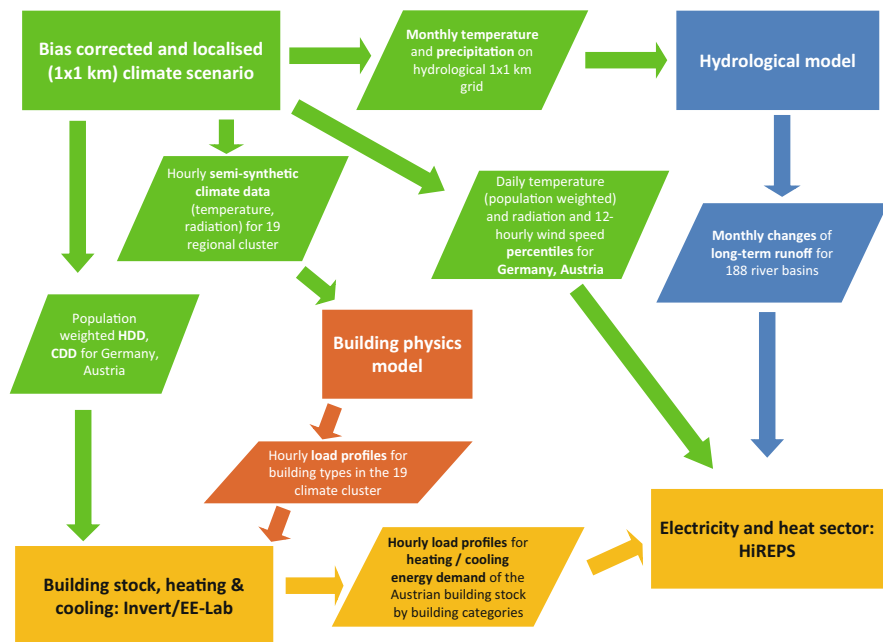 Bias corrected and localised
(1x1 km) climate scenario
Monthly temperature
and precipitation on
hydrological 1x1 km
grid
Hydrological model
Hourly semi-synthetic
climate data
(temperature,
radiation) for 19
regional cluster
Daily temperature
(population weighted)
and radiation and 12-
hourly wind speed
percentiles for
Germany, Austria
Monthly changes of
long-term runoff for
188 river basins
Population
weighted HDD,
CDD for Germany,
Austria
Building physics
model
Hourly load profiles for
building types in the 19
climate cluster
Building stock, heating &
cooling: Invert/EE-Lab
Hourly load profiles for
heating / cooling
energy demand of the
Austrian building stock
by building categories
Electricity and heat sector:
HiREPS